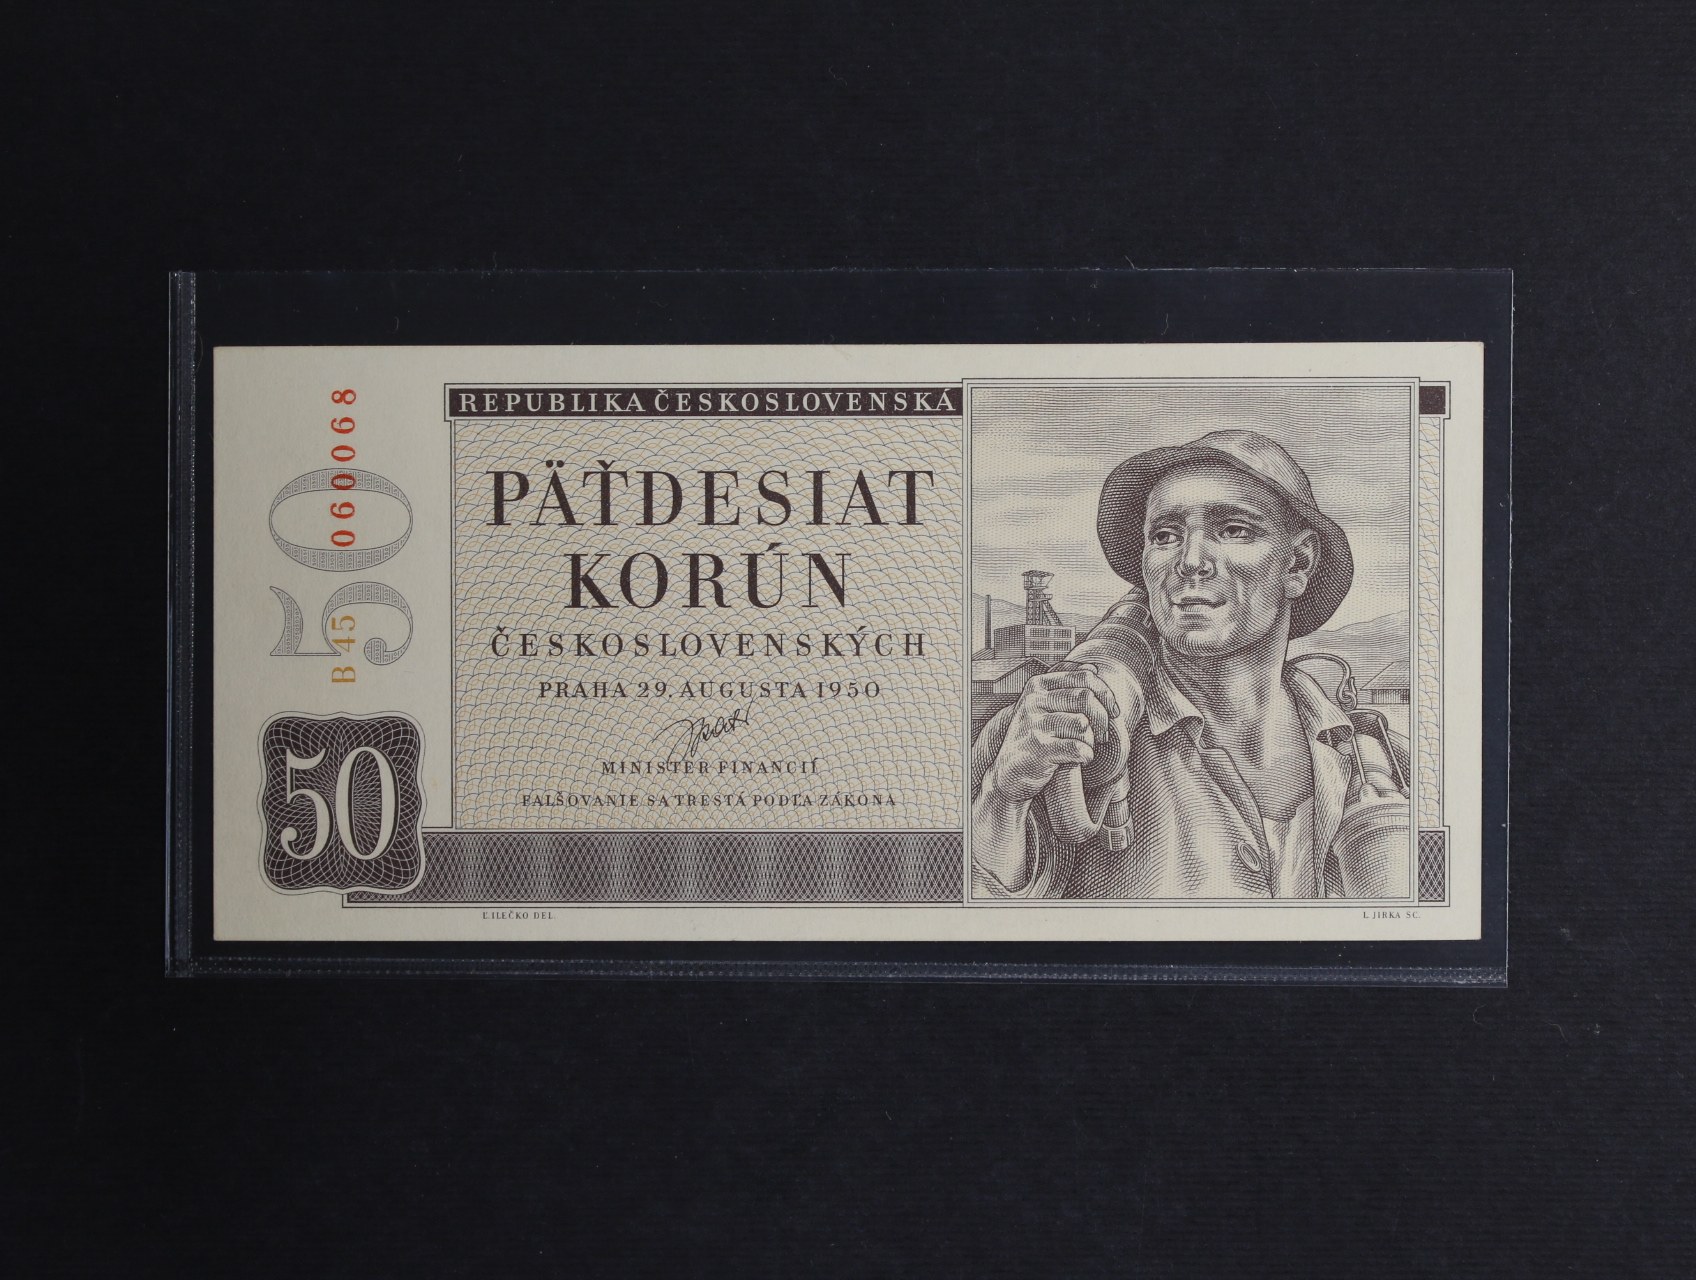 B 45 060068
50
50
REPUBLIKA ČESKOSLOVENSKÁ
PÄŤDESIAT
KORÚN
ČESKOSLOVENSKÝCH
PRAHA 29. AUGUSTA 1950
MINISTER FINANCIÍ
FALŠOVANIE SA TRESTÁ PODĽA ZÁKONA
Ľ. ILEČKO DEL.
L. JIRKA SC.